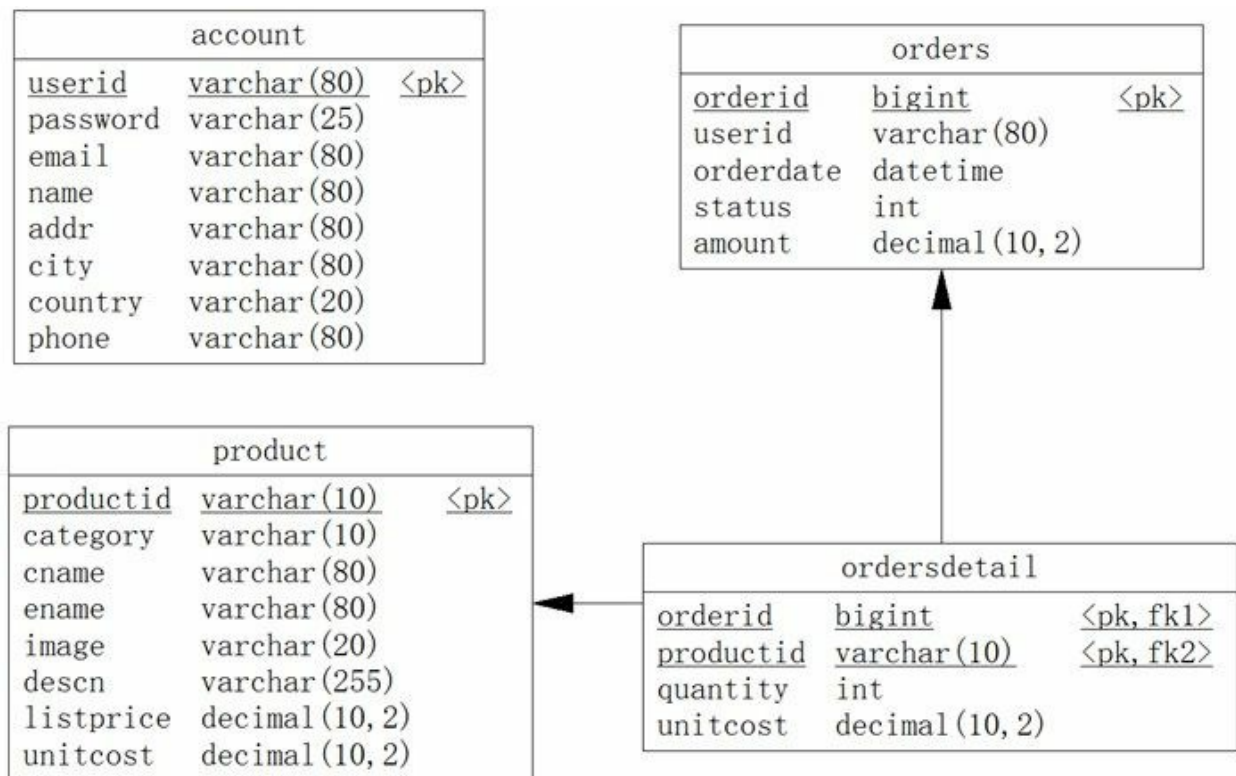 account
userid varchar(80) <pk>
password varchar(25)
email varchar(80)
name varchar(80)
addr varchar(80)
city varchar(80)
country varchar(20)
phone varchar(80)
orders
orderid bigint <pk>
userid varchar(80)
orderdate datetime
status int
amount decimal(10,2)
product
productid varchar(10) <pk>
category varchar(10)
cname varchar(80)
ename varchar(80)
image varchar(20)
descn varchar(255)
listprice decimal(10,2)
unitcost decimal(10,2)
ordersdetail
orderid bigint <pk,fk1>
productid varchar(10) <pk,fk2>
quantity int
unitcost decimal(10,2)